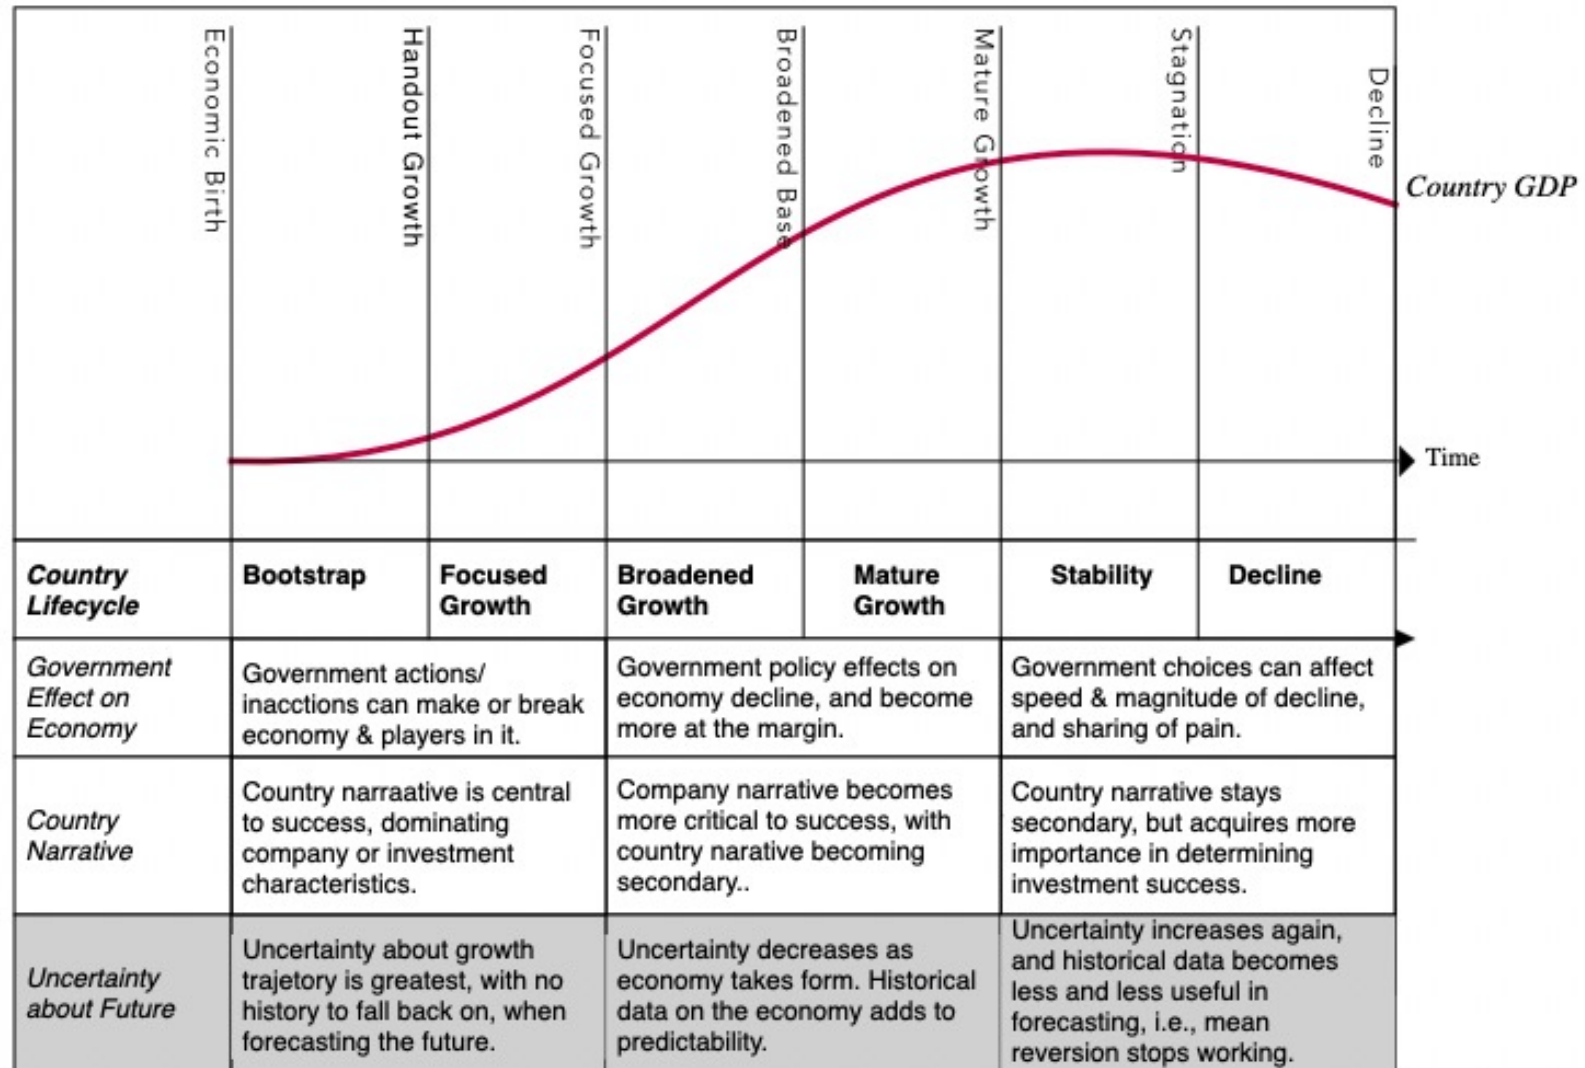 Economic Birth
Handout Growth
Focused Growth
Broadened Base
Mature Growth
Stagnation
Decline
Country GDP
Time
Country
Lifecycle
Bootstrap
Focused
Growth
Broadened
Growth
Mature
Growth
Stability
Decline
Government
Effect on
Economy
Government actions/
inacctions can make or break
economy & players in it.
Government policy effects on
economy decline, and become
more at the margin.
Government choices can affect
speed & magnitude of decline,
and sharing of pain.
Country
Narrative
Country narraative is central
to success, dominating
company or investment
characteristics.
Company narrative becomes
more critical to success, with
country narative becoming
secondary..
Country narrative stays
secondary, but acquires more
importance in determining
investment success.
Uncertainty
about Future
Uncertainty about growth
trajetory is greatest, with no
history to fall back on, when
forecasting the future.
Uncertainty decreases as
economy takes form. Historical
data on the economy adds to
predictability.
Uncertainty increases again,
and historical data becomes
less and less useful in
forecasting, i.e., mean
reversion stops working.